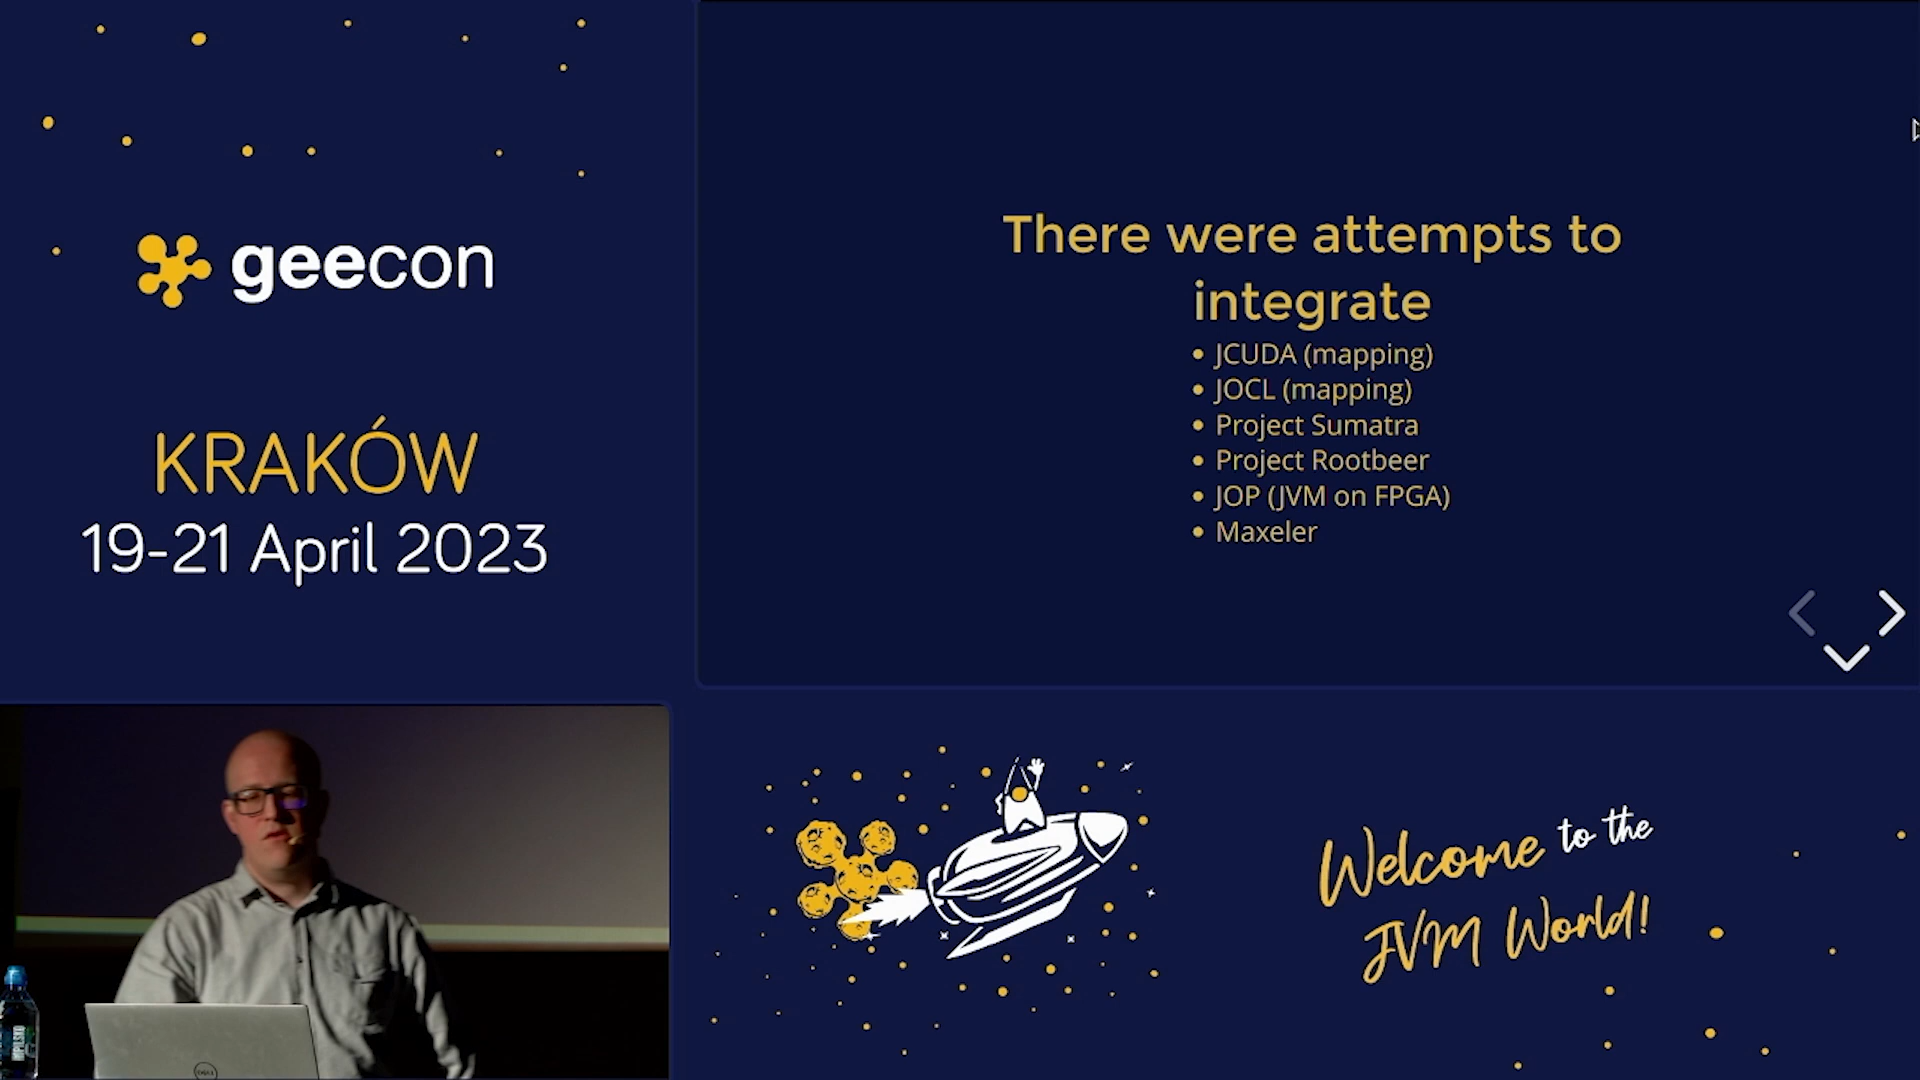 geecon
KRAKÓW
19-21 April 2023
There were attempts to
integrate
• JCUDA (mapping)
• JOCL (mapping)
• Project Sumatra
• Project Rootbeer
• JOP (JVM on FPGA)
• Maxeler
Welcome to the
JVM World!
DELL